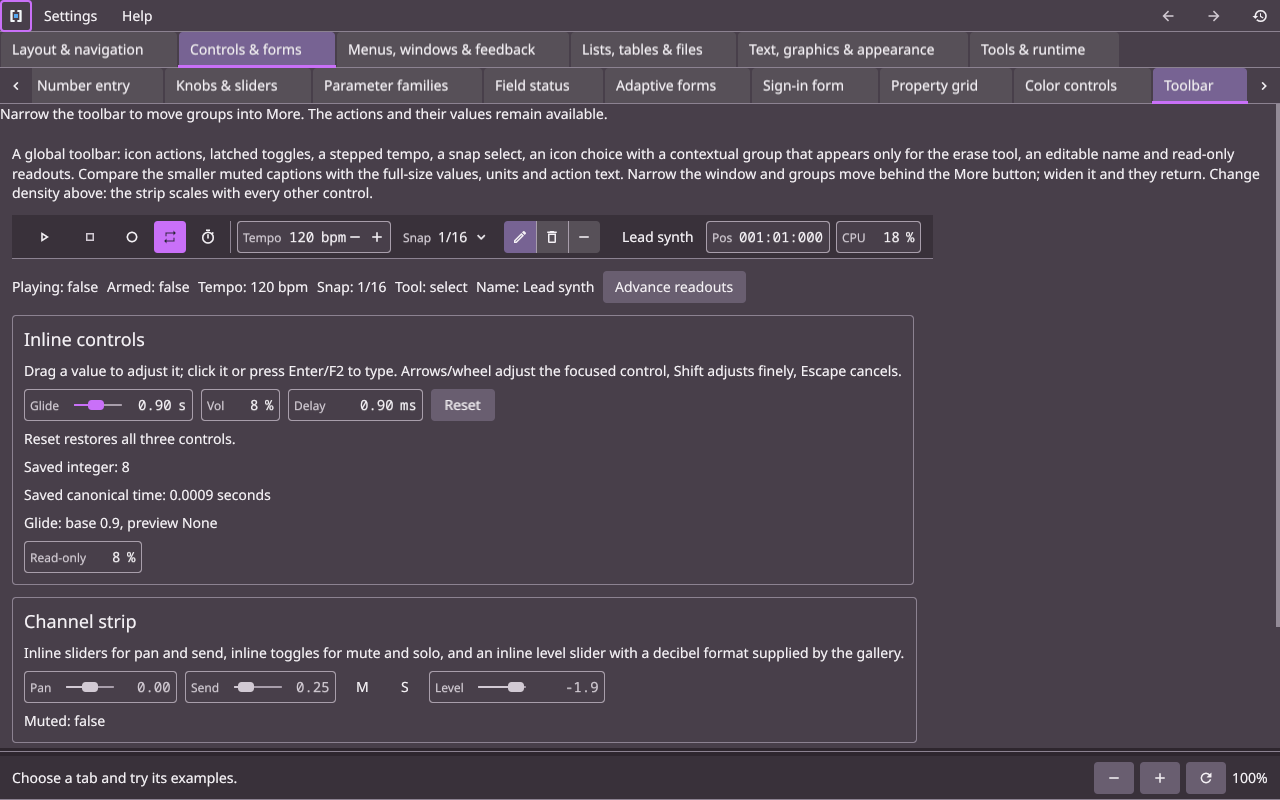 Settings Help
Layout & navigation Controls & forms Menus, windows & feedback Lists, tables & files Text, graphics & appearance Tools & runtime
Number entry Knobs & sliders Parameter families Field status Adaptive forms Sign-in form Property grid Color controls Toolbar
Narrow the toolbar to move groups into More. The actions and their values remain available.
A global toolbar: icon actions, latched toggles, a stepped tempo, a snap select, an icon choice with a contextual group that appears only for the erase tool, an editable name and read-only
readouts. Compare the smaller muted captions with the full-size values, units and action text. Narrow the window and groups move behind the More button; widen it and they return. Change
density above: the strip scales with every other control.
Tempo 120 bpm − + Snap 1/16 Lead synth Pos 001:01:000 CPU 18 %
Playing: false Armed: false Tempo: 120 bpm Snap: 1/16 Tool: select Name: Lead synth Advance readouts
Inline controls
Drag a value to adjust it; click it or press Enter/F2 to type. Arrows/wheel adjust the focused control, Shift adjusts finely, Escape cancels.
Glide 0.90 s Vol 8 % Delay 0.90 ms Reset
Reset restores all three controls.
Saved integer: 8
Saved canonical time: 0.0009 seconds
Glide: base 0.9, preview None
Read-only 8 %
Channel strip
Inline sliders for pan and send, inline toggles for mute and solo, and an inline level slider with a decibel format supplied by the gallery.
Pan 0.00 Send 0.25 M S Level -1.9
Muted: false
Choose a tab and try its examples. − + 100%